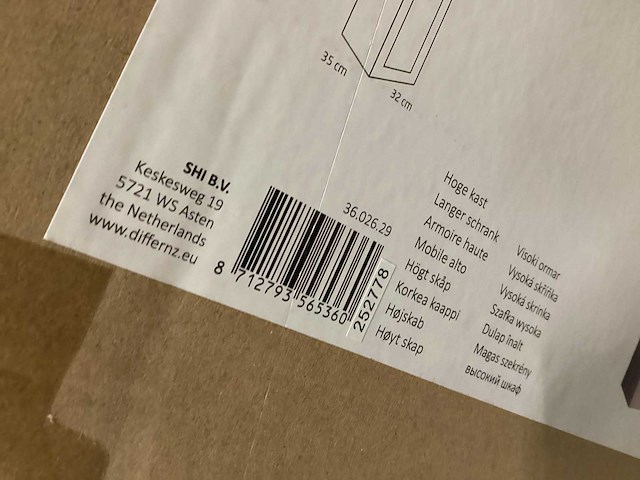 35 cm
32 cm
SHI B.V.
Keskesweg 19
5721 WS Asten
the Netherlands
www.differnz.eu
36.026.29
8 712793 565360
252778
Hoge kast
Langer schrank
Armoire haute
Mobile alto
Högt skåp
Korkea kaappi
Højskab
Høyt skap
Visoki ormar
Vysoká skříňka
Vysoká skrinka
Szafka wysoka
Dulap înalt
Magas szekrény
высокий шкаф